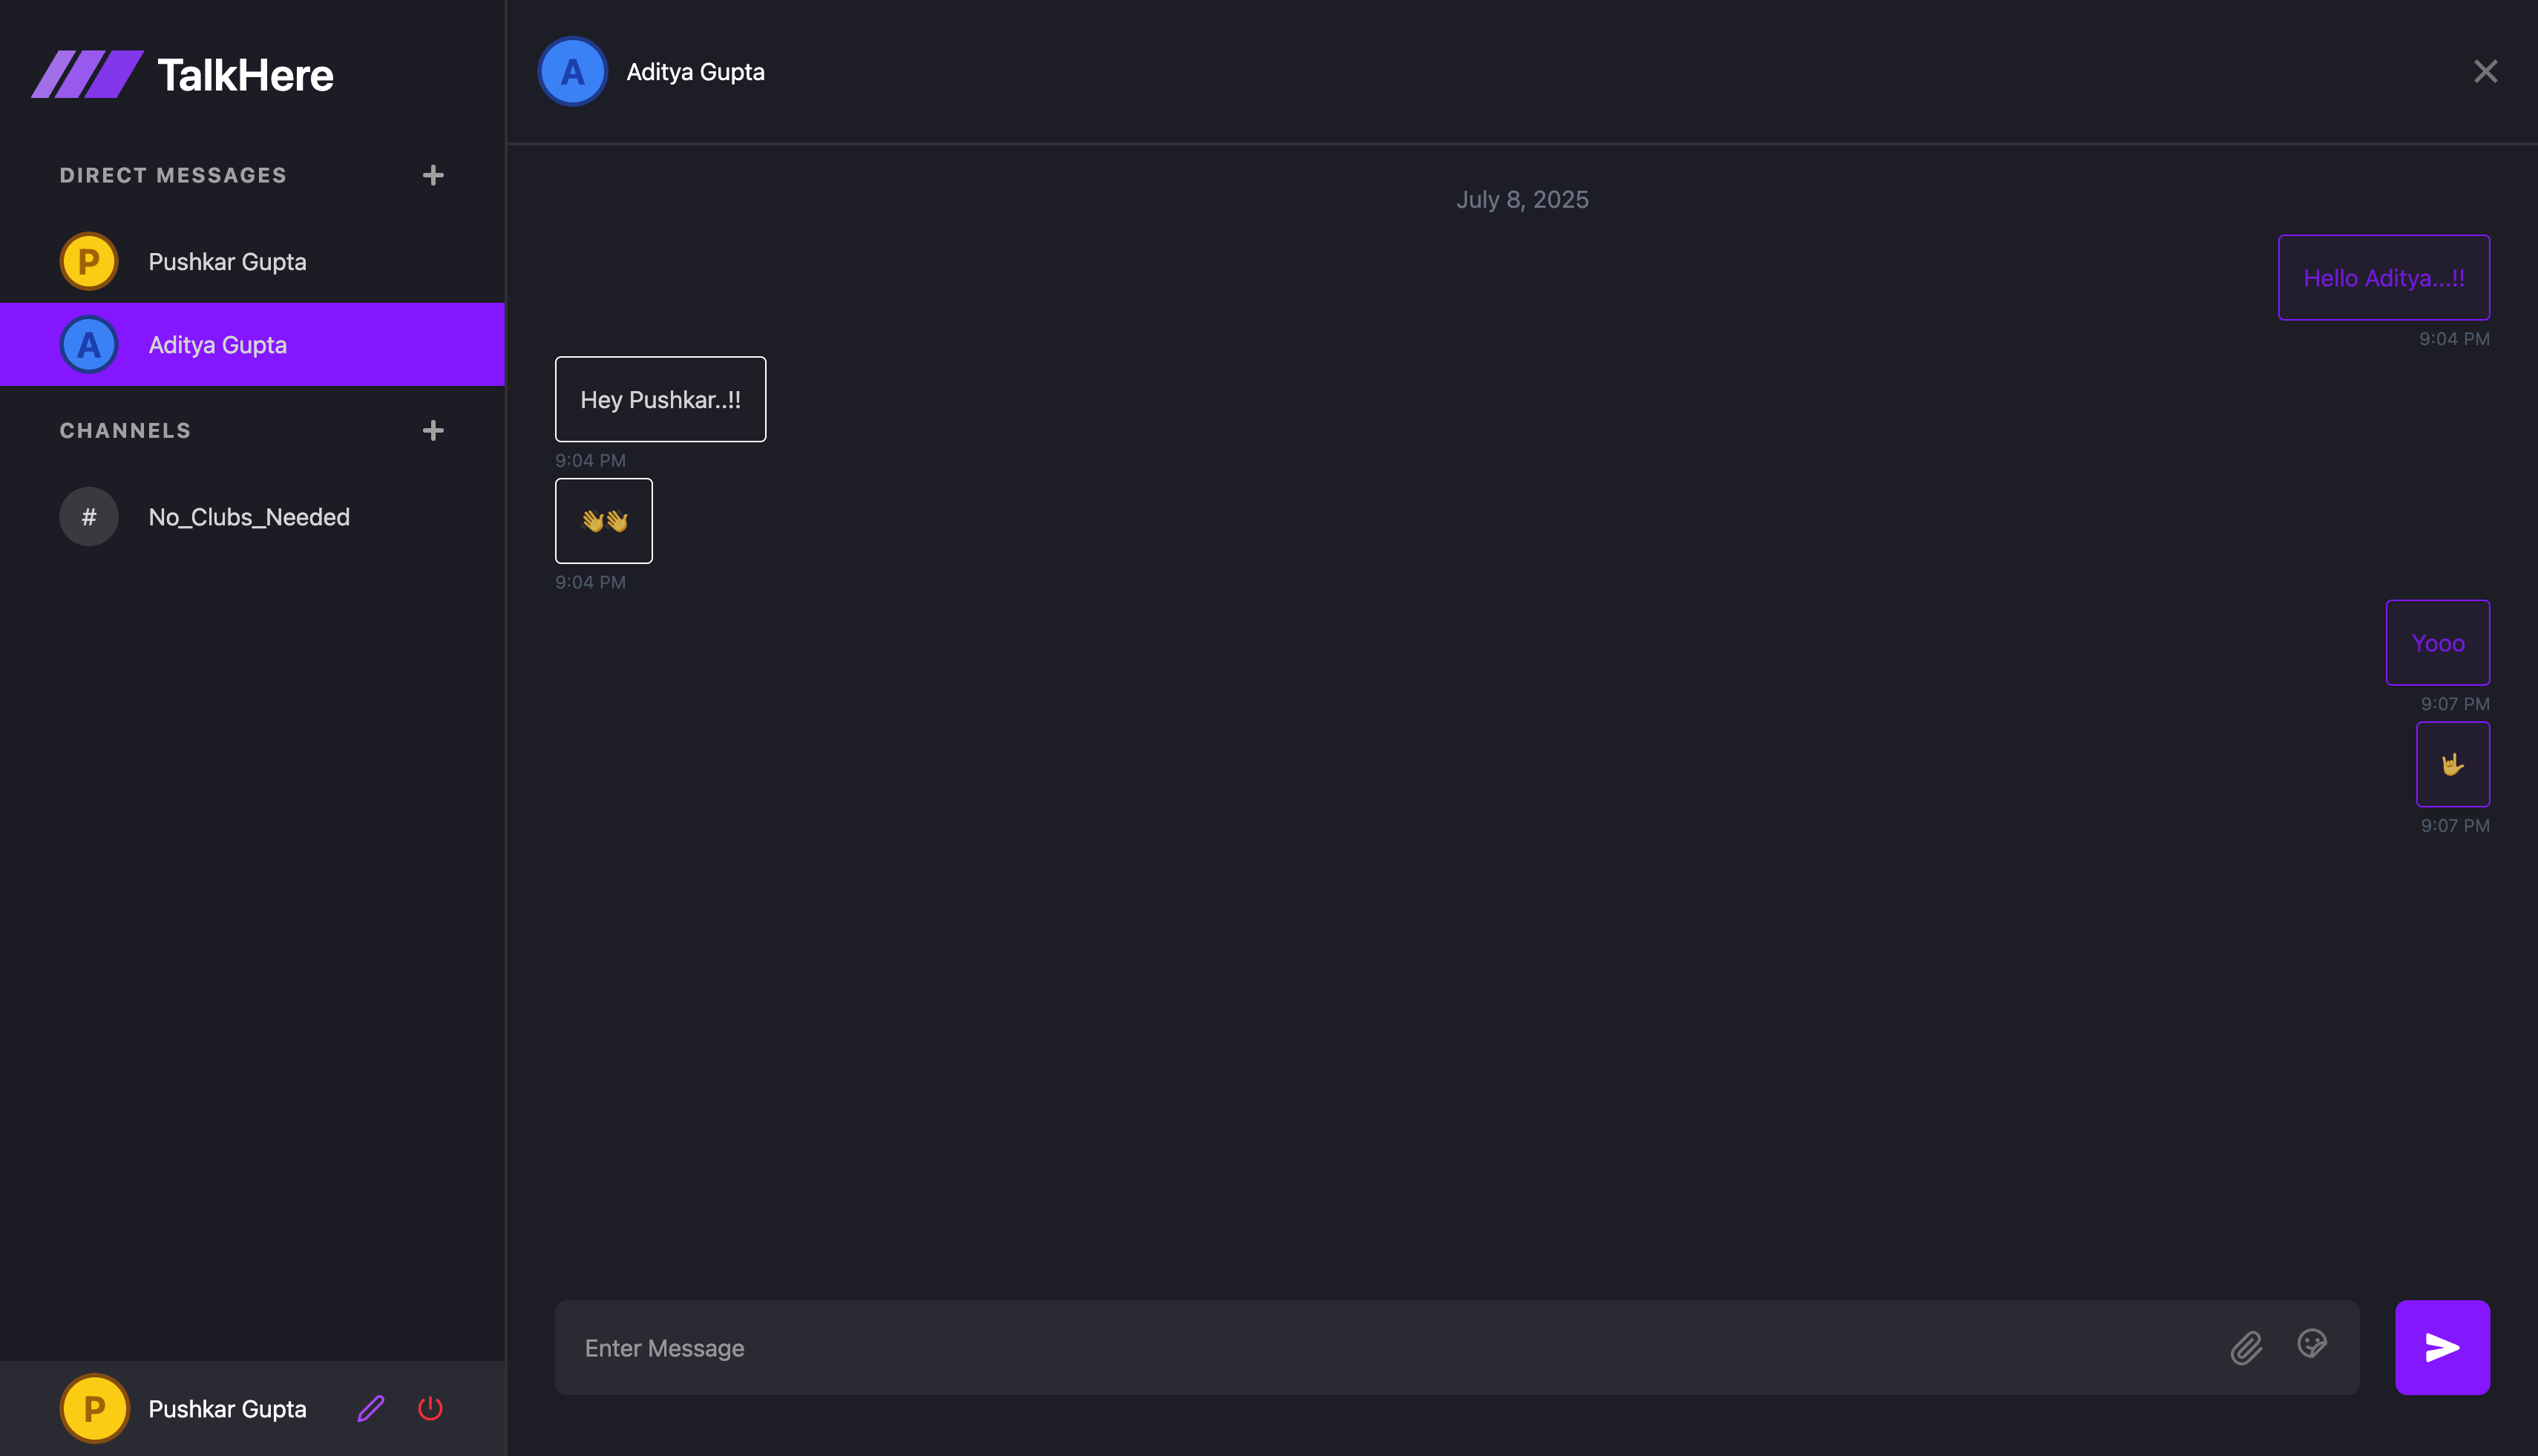 TalkHere
DIRECT MESSAGES
P Pushkar Gupta
A Aditya Gupta
CHANNELS
# No_Clubs_Needed
P Pushkar Gupta
A Aditya Gupta
July 8, 2025
Hello Aditya...!!
9:04 PM
Hey Pushkar..!!
9:04 PM
👋👋
9:04 PM
Yooo
9:07 PM
🤟
9:07 PM
Enter Message